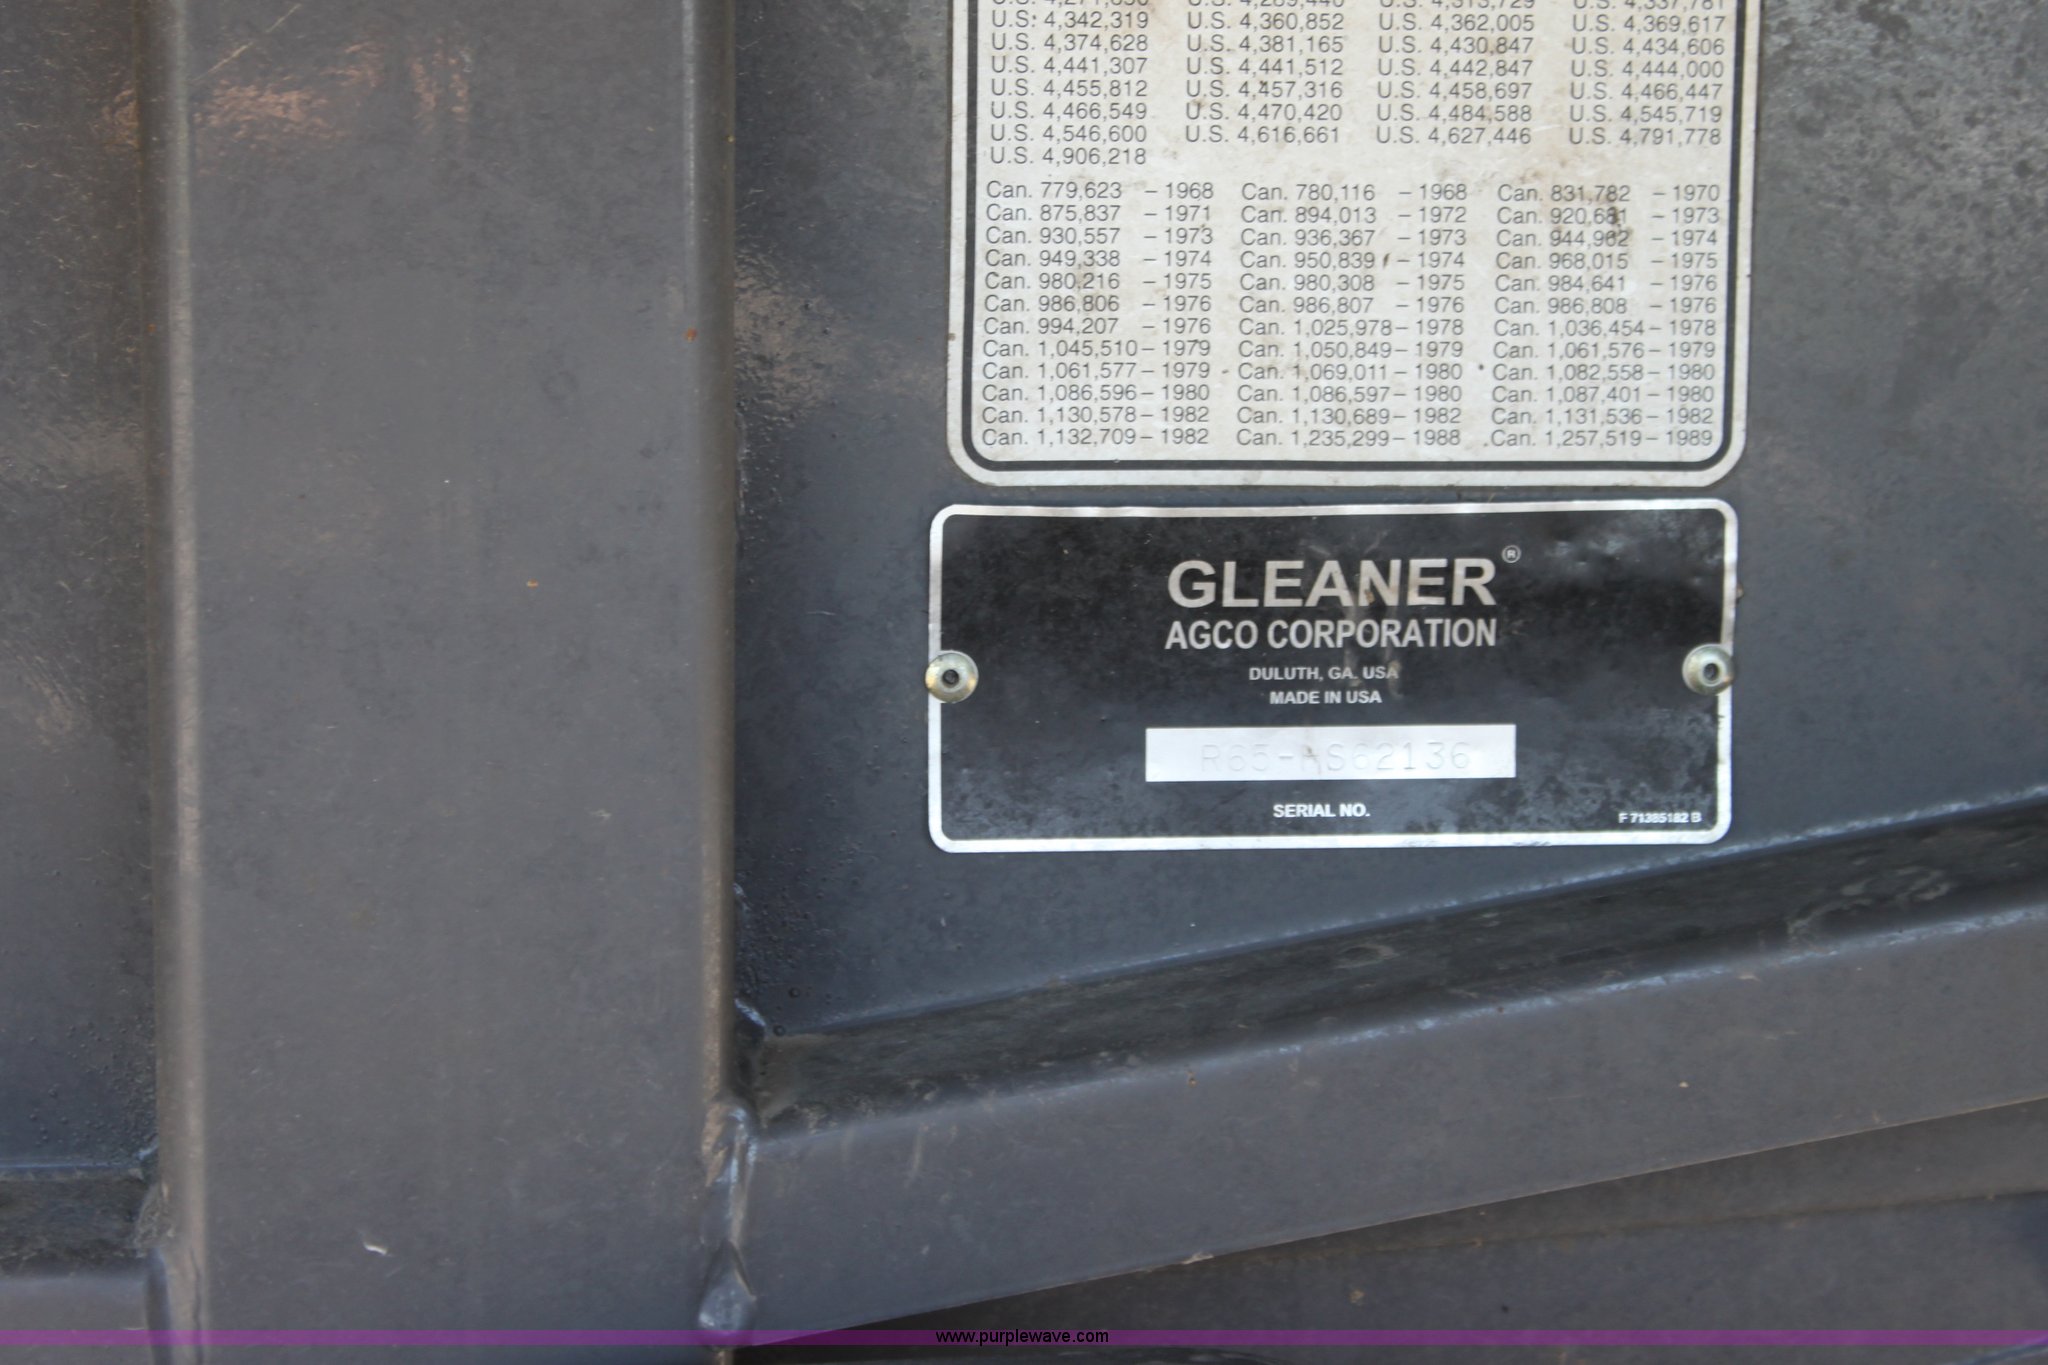 U.S. 4,342,319 U.S. 4,360,852 U.S. 4,362,005 U.S. 4,369,617
U.S. 4,374,628 U.S. 4,381,165 U.S. 4,430,847 U.S. 4,434,606
U.S. 4,441,307 U.S. 4,441,512 U.S. 4,442,847 U.S. 4,444,000
U.S. 4,455,812 U.S. 4,457,316 U.S. 4,458,697 U.S. 4,466,447
U.S. 4,466,549 U.S. 4,470,420 U.S. 4,484,588 U.S. 4,545,719
U.S. 4,546,600 U.S. 4,616,661 U.S. 4,627,446 U.S. 4,791,778
U.S. 4,906,218
Can. 779,623 – 1968 Can. 780,116 – 1968 Can. 831,782 – 1970
Can. 875,837 – 1971 Can. 894,013 – 1972 Can. 920,681 – 1973
Can. 930,557 – 1973 Can. 936,367 – 1973 Can. 944,962 – 1974
Can. 949,338 – 1974 Can. 950,839 – 1974 Can. 968,015 – 1975
Can. 980,216 – 1975 Can. 980,308 – 1975 Can. 984,641 – 1976
Can. 986,806 – 1976 Can. 986,807 – 1976 Can. 986,808 – 1976
Can. 994,207 – 1976 Can. 1,025,978 – 1978 Can. 1,036,454 – 1978
Can. 1,045,510 – 1979 Can. 1,050,849 – 1979 Can. 1,061,576 – 1979
Can. 1,061,577 – 1979 Can. 1,069,011 – 1980 Can. 1,082,558 – 1980
Can. 1,086,596 – 1980 Can. 1,086,597 – 1980 Can. 1,087,401 – 1980
Can. 1,130,578 – 1982 Can. 1,130,689 – 1982 Can. 1,131,536 – 1982
Can. 1,132,709 – 1982 Can. 1,235,299 – 1988 Can. 1,257,519 – 1989
GLEANER®
AGCO CORPORATION
DULUTH, GA. USA
MADE IN USA
R65-HS62136
SERIAL NO.
F 71385182 B
www.purplewave.com